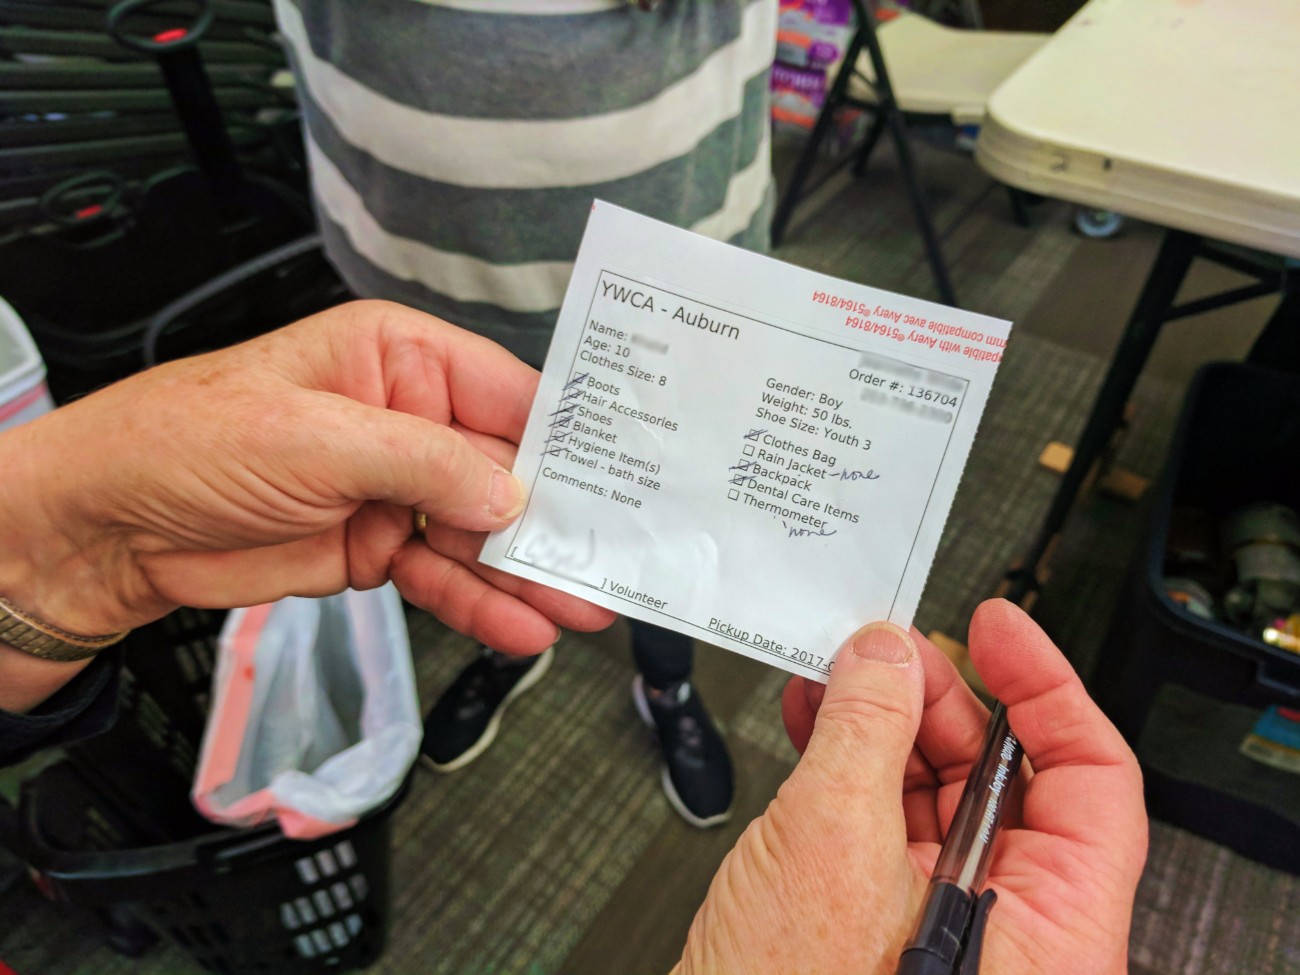 YWCA - Auburn
Order #: 136704
Name:
Age: 10
Clothes Size: 8
Gender: Boy
Weight: 50 lbs.
Shoe Size: Youth 3
Boots
Hair Accessories
Shoes
Blanket
Hygiene Item(s)
Towel - bath size
Clothes Bag
Rain Jacket - none
Backpack
Dental Care Items
Thermometer
none
Comments: None
[ ] Volunteer
Pickup Date: 2017-0
mm compatible avec Avery ®5164/8164
patible with Avery ®5164/8164